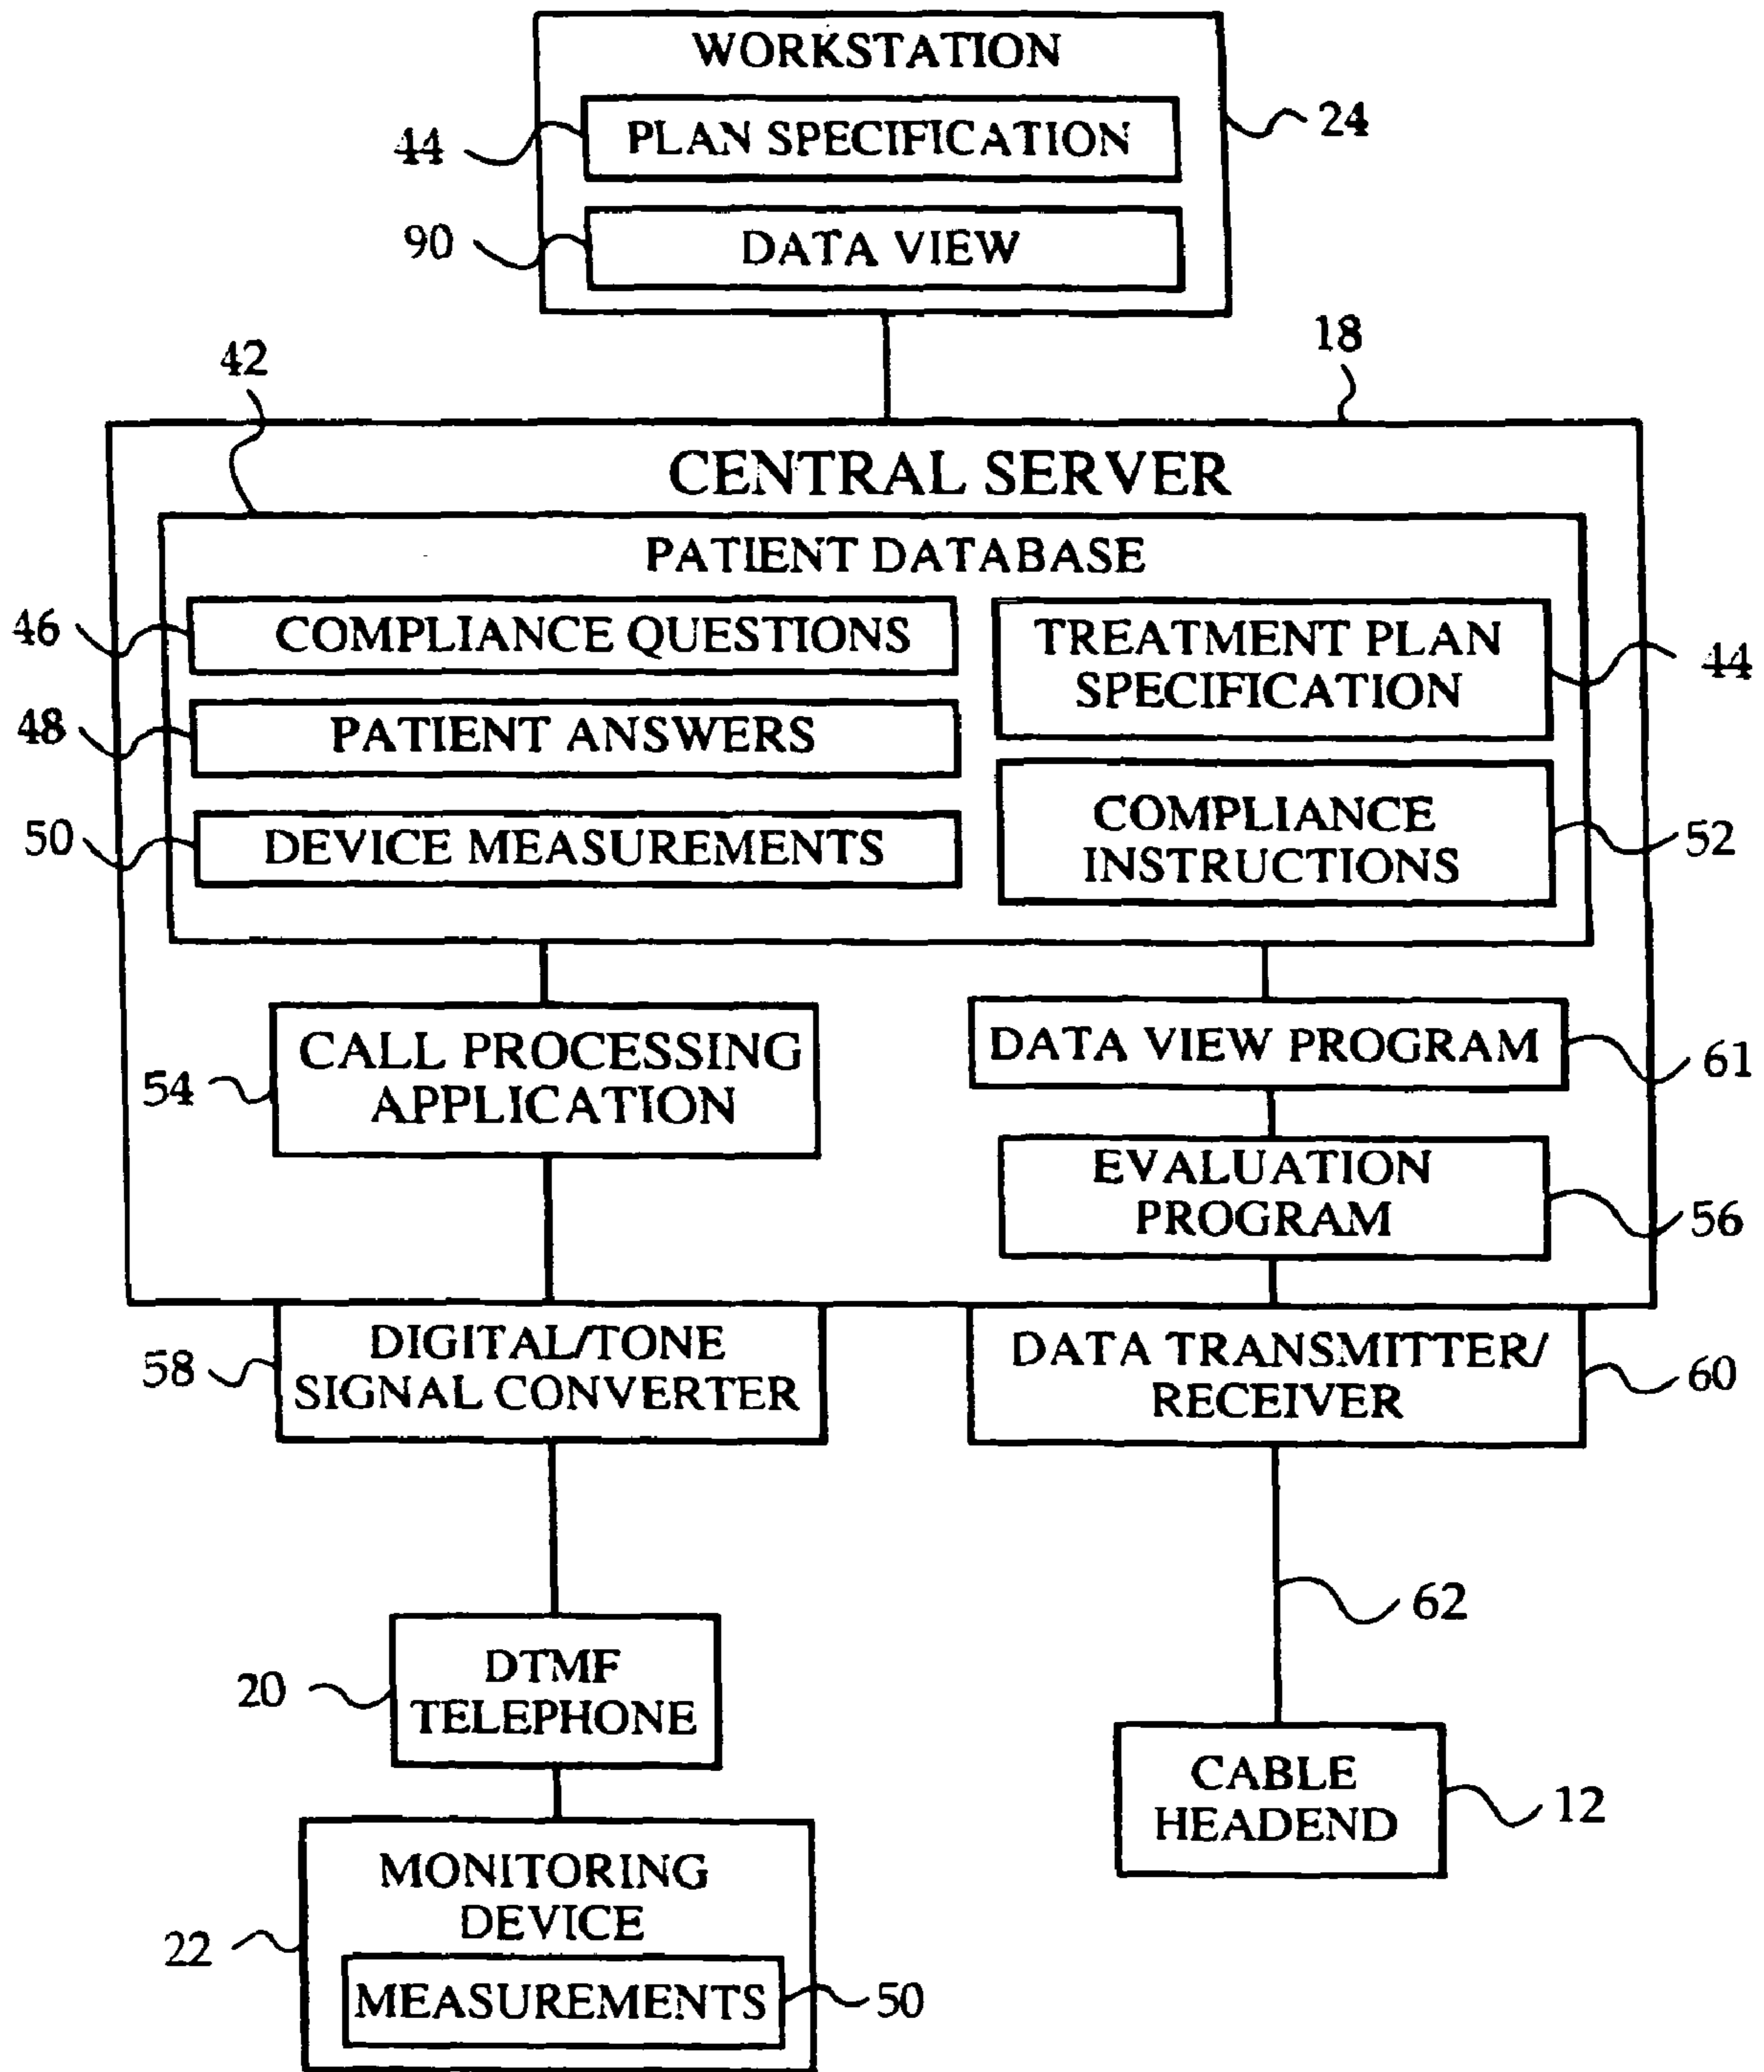 WORKSTATION
44
PLAN SPECIFICATION
24
90
DATA VIEW
42
18
CENTRAL SERVER
PATIENT DATABASE
46
COMPLIANCE QUESTIONS
TREATMENT PLAN
SPECIFICATION
44
48
PATIENT ANSWERS
50
DEVICE MEASUREMENTS
COMPLIANCE
INSTRUCTIONS
52
54
CALL PROCESSING
APPLICATION
DATA VIEW PROGRAM
61
EVALUATION
PROGRAM
56
58
DIGITAL/TONE
SIGNAL CONVERTER
DATA TRANSMITTER/
RECEIVER
60
62
20
DTMF
TELEPHONE
CABLE
HEADEND
12
22
MONITORING
DEVICE
MEASUREMENTS
50